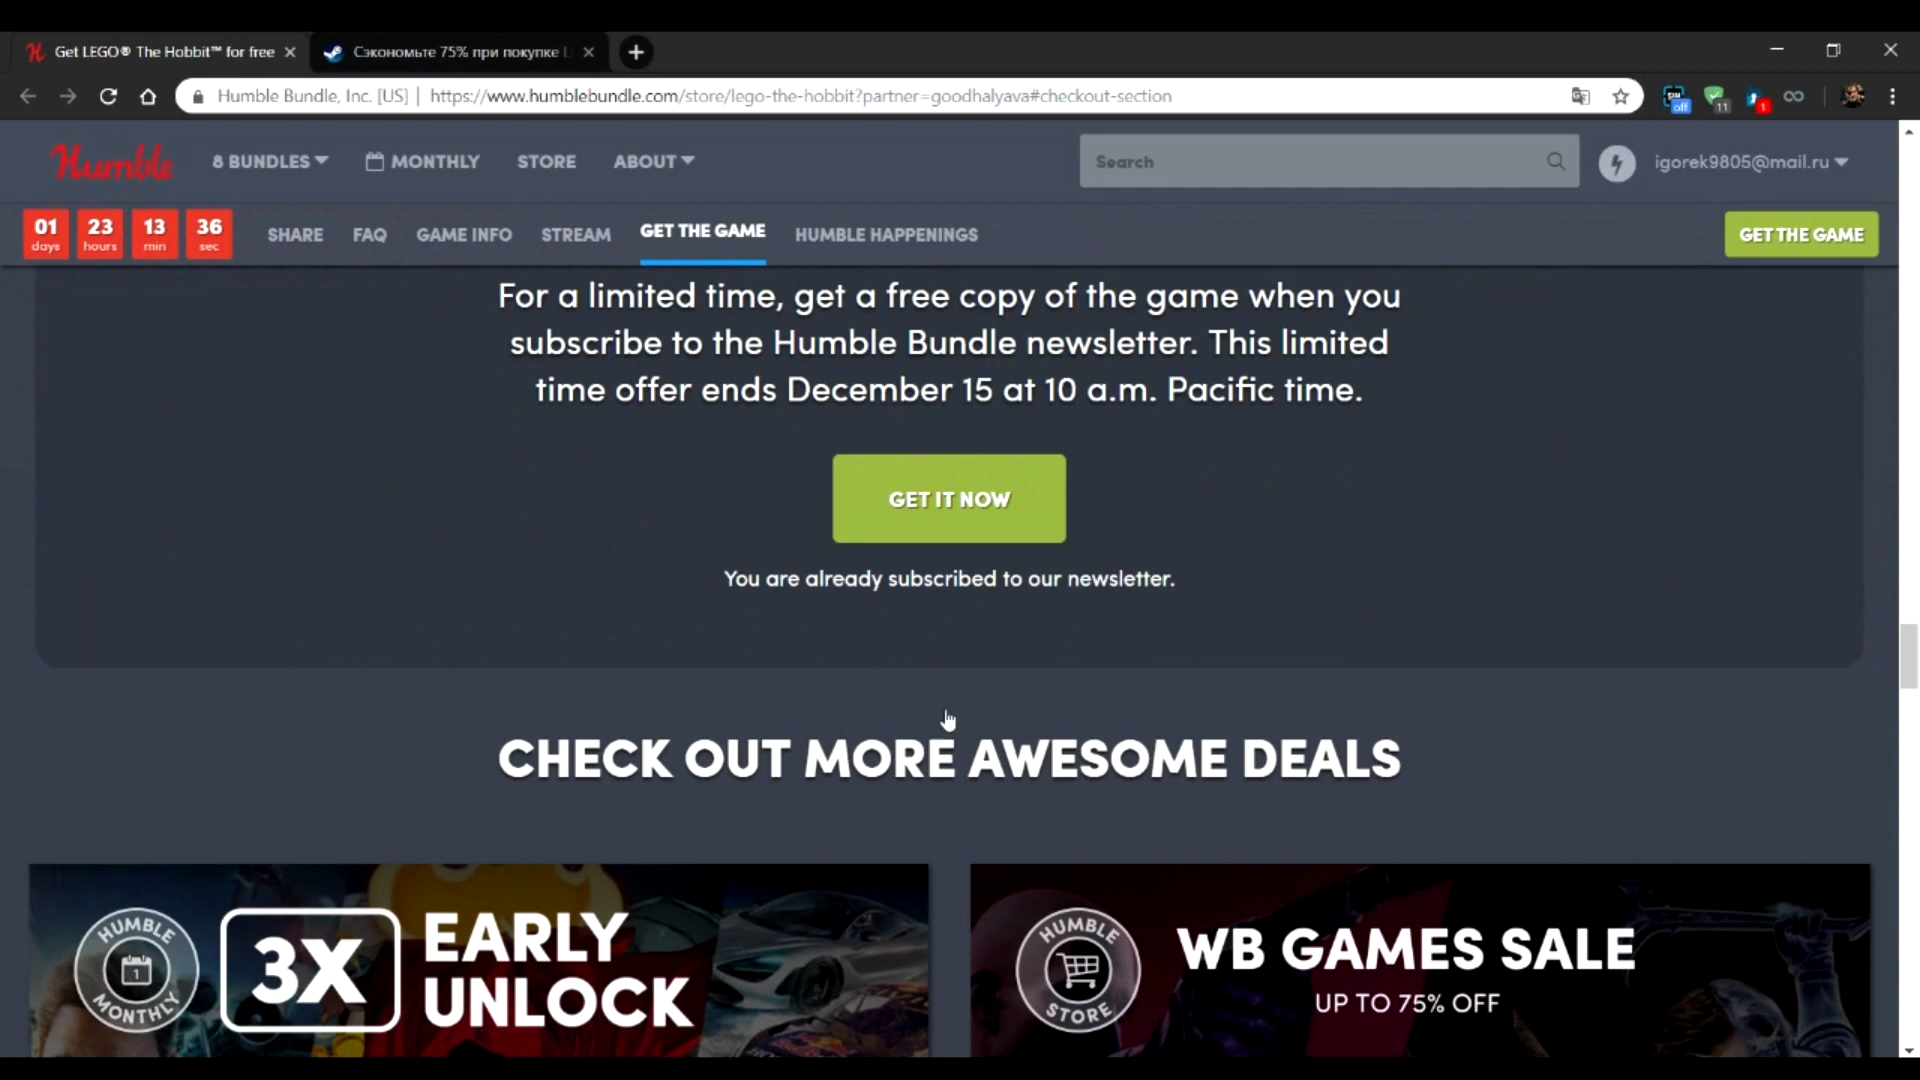 Get LEGO® The Hobbit™ for free
Сэкономьте 75% при покупке L
Humble Bundle, Inc. [US] | https://www.humblebundle.com/store/lego-the-hobbit?partner=goodhalyava#checkout-section
off
11
1
Humble
8 BUNDLES
MONTHLY
STORE
ABOUT
Search
igorek9805@mail.ru
01 days
23 hours
13 min
36 sec
SHARE
FAQ
GAME INFO
STREAM
GET THE GAME
HUMBLE HAPPENINGS
GET THE GAME
For a limited time, get a free copy of the game when you
subscribe to the Humble Bundle newsletter. This limited
time offer ends December 15 at 10 a.m. Pacific time.
GET IT NOW
You are already subscribed to our newsletter.
CHECK OUT MORE AWESOME DEALS
HUMBLE
1
MONTHLY
3X
EARLY
UNLOCK
HUMBLE
STORE
WB GAMES SALE
UP TO 75% OFF